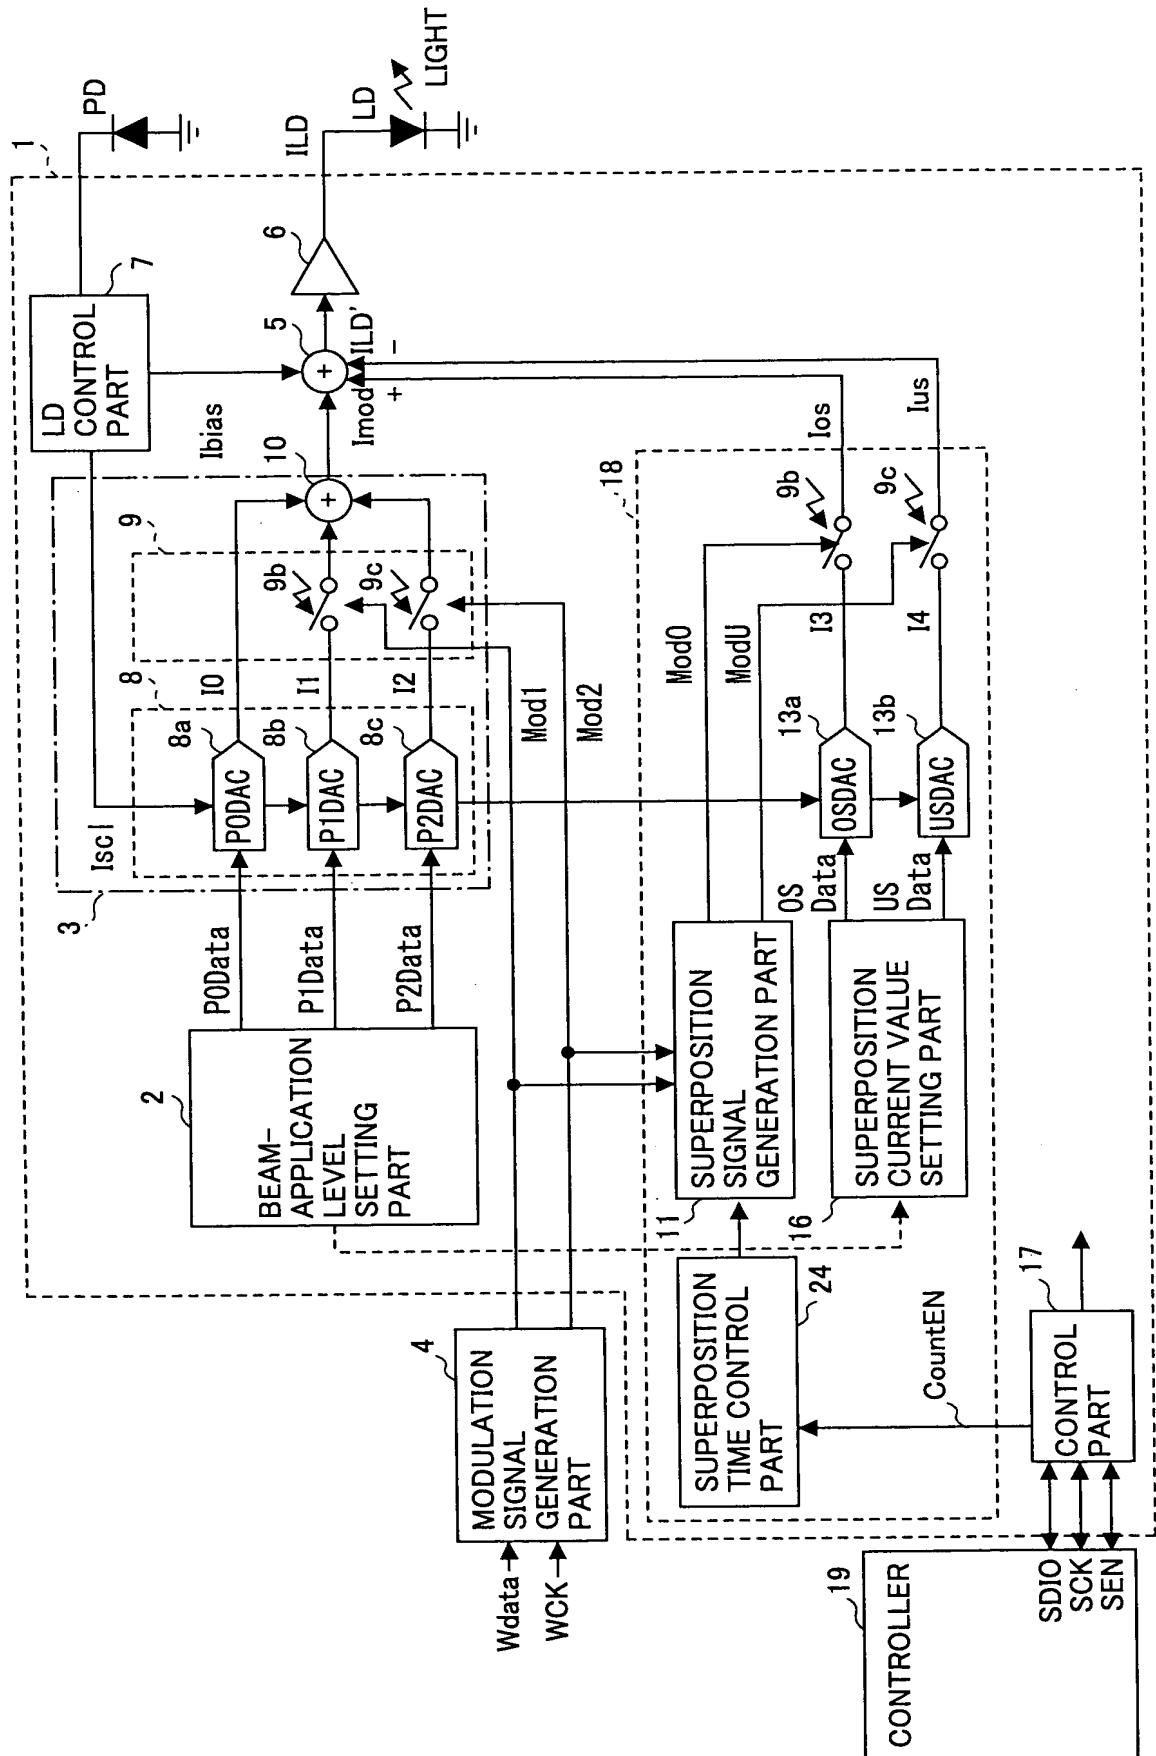 1
PD
LD
CONTROL
PART
7
ILD
LD
LIGHT
6
5
ILD'
Imod
+
-
+
Ibias
10
+
3
Iscl
8
9
8a
P0DAC
I0
8b
P1DAC
I1
9b
8c
P2DAC
I2
9c
P0Data
P1Data
P2Data
2
BEAM-
APPLICATION
LEVEL
SETTING
PART
Mod1
Mod2
4
MODULATION
SIGNAL
GENERATION
PART
Wdata
WCK
18
ModO
ModU
9b
Ios
9c
Ius
I3
I4
13a
OSDAC
13b
USDAC
OS
Data
US
Data
SUPERPOSITION
SIGNAL
GENERATION PART
11
SUPERPOSITION
CURRENT VALUE
SETTING PART
16
SUPERPOSITION
TIME CONTROL
PART
24
CountEN
17
CONTROL
PART
19
SDIO
SCK
SEN
CONTROLLER